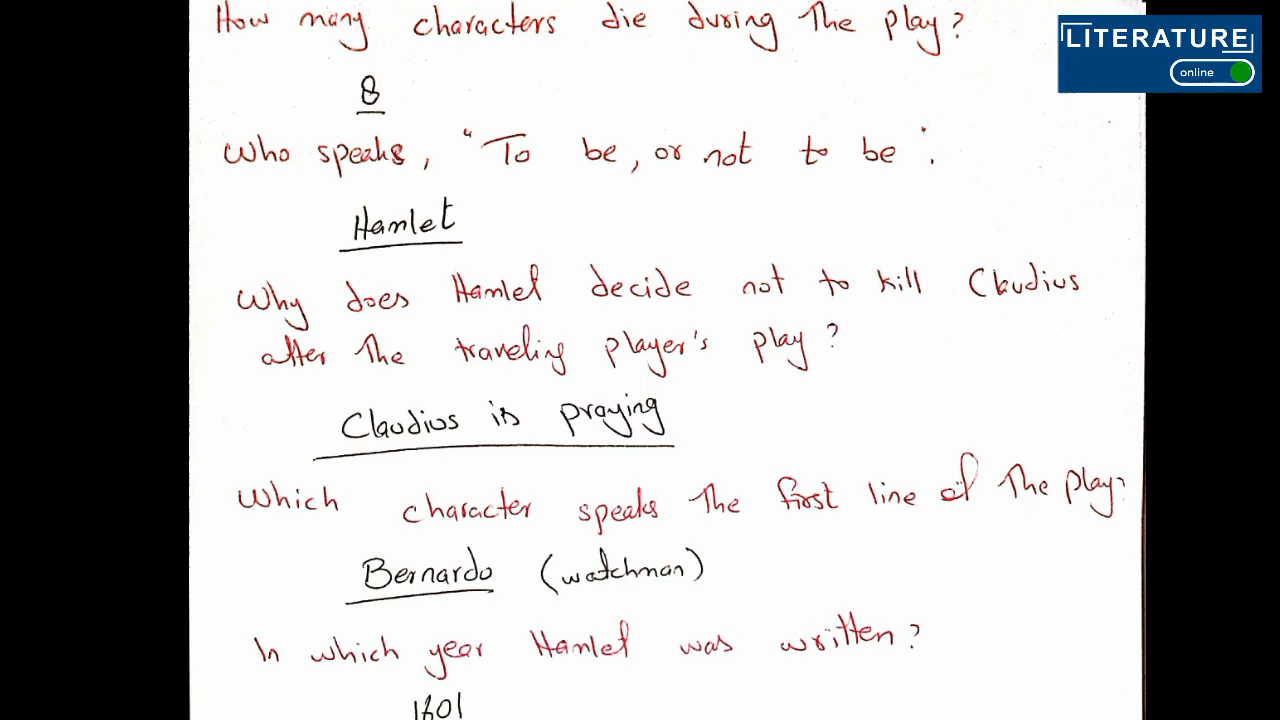 How many characters die during the play?
LITERATURE
online
8
Who speaks, "To be, or not to be".
Hamlet
Why does Hamlet decide not to kill Claudius
after the traveling player's play?
Claudius is praying
Which character speaks the first line of the play?
Bernardo (watchman)
In which year Hamlet was written?
1601